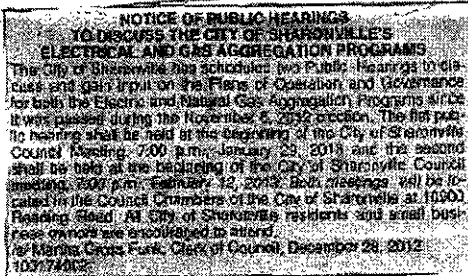 NOTICE OF PUBLIC HEARINGS
TO DISCUSS THE CITY OF SHARONVILLE'S
ELECTRICAL AND GAS AGGREGATION PROGRAMS
The City of Sharonville has scheduled two Public Hearings to dis-
cuss and gain input on the Plans of Operation and Governance
for both the Electric and Natural Gas Aggregation Programs since
it was passed during the November 6, 2012 election. The first pub-
lic hearing shall be held at the beginning of the City of Sharonville
Council Meeting, 7:00 p.m. January 29, 2013 and the second
shall be held at the beginning of the City of Sharonville Council
meeting, 7:00 p.m. February 12, 2013. Both meetings will be lo-
cated in the Council Chambers of the City of Sharonville at 10900
Reading Road. All City of Sharonville residents and small busi-
ness owners are encouraged to attend.
/s/ Martha Cross Funk, Clerk of Council, December 28, 2012